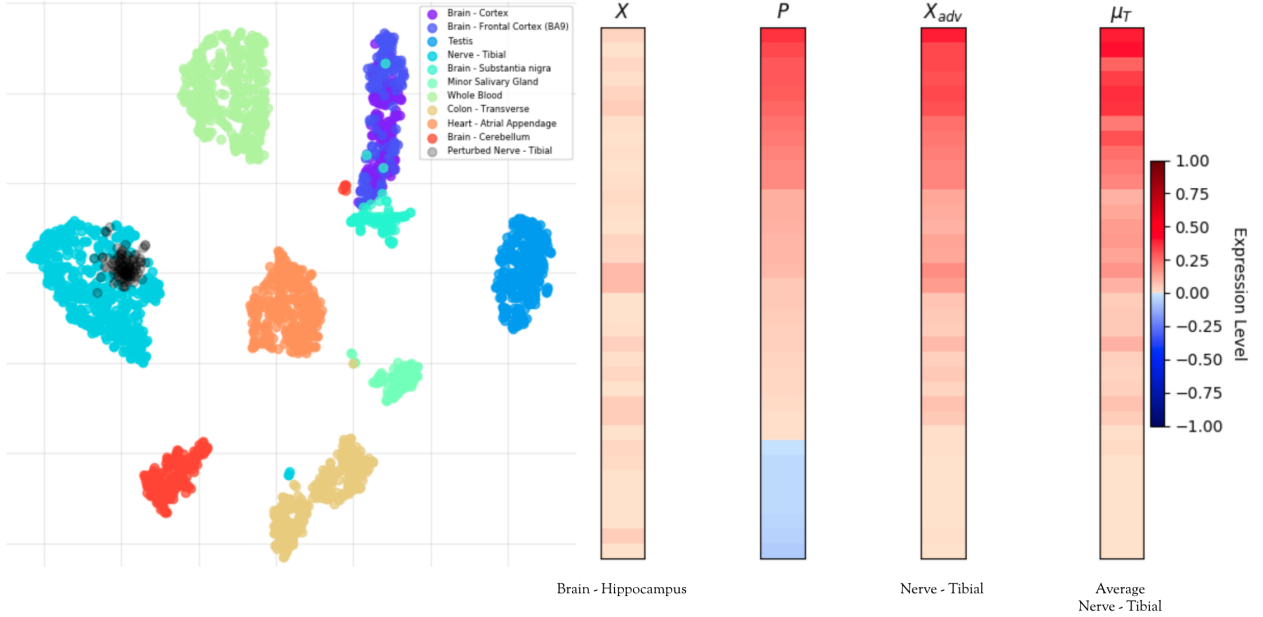 Brain - Cortex
Brain - Frontal Cortex (BA9)
Testis
Nerve - Tibial
Brain - Substantia nigra
Minor Salivary Gland
Whole Blood
Colon - Transverse
Heart - Atrial Appendage
Brain - Cerebellum
Perturbed Nerve - Tibial
X
P
X_adv
μ_T
1.00
0.75
0.50
0.25
0.00
−0.25
−0.50
−0.75
−1.00
Expression Level
Brain - Hippocampus
Nerve - Tibial
Average
Nerve - Tibial